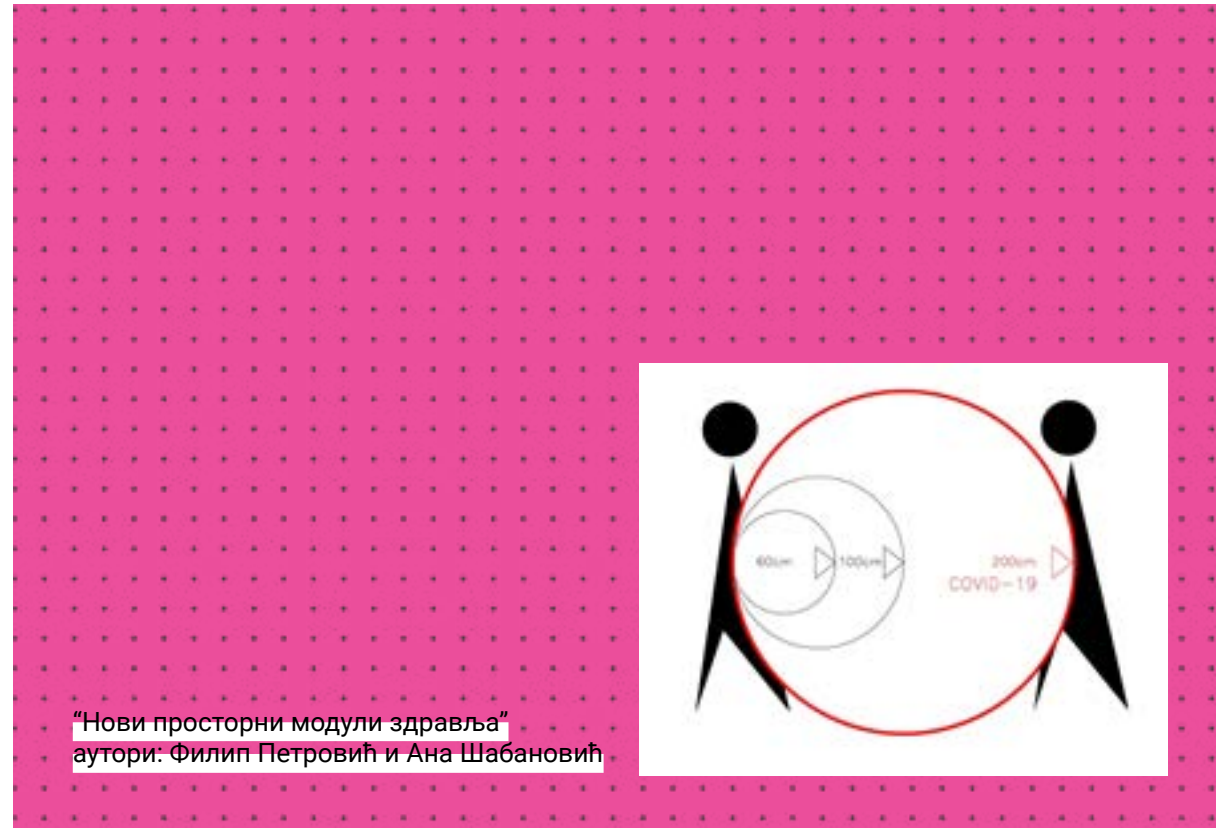 “Нови просторни модули здравља”
аутори: Филип Петровић и Ана Шабановић
60cm
100cm
200cm
COVID-19